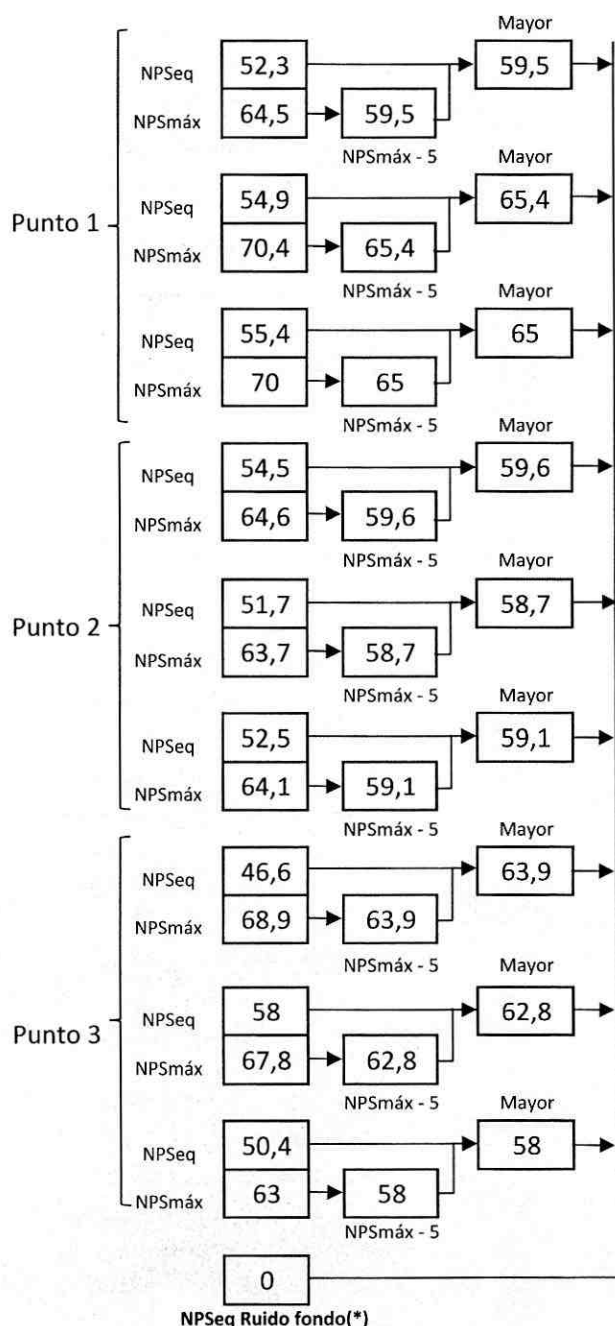 Mayor
NPSeq 52,3 59,5
NPSmáx 64,5 59,5
NPSmáx - 5
Mayor
Punto 1
NPSeq 54,9 65,4
NPSmáx 70,4 65,4
NPSmáx - 5
Mayor
NPSeq 55,4 65
NPSmáx 70 65
NPSmáx - 5
Mayor
NPSeq 54,5 59,6
NPSmáx 64,6 59,6
NPSmáx - 5
Mayor
Punto 2
NPSeq 51,7 58,7
NPSmáx 63,7 58,7
NPSmáx - 5
Mayor
NPSeq 52,5 59,1
NPSmáx 64,1 59,1
NPSmáx - 5
Mayor
NPSeq 46,6 63,9
NPSmáx 68,9 63,9
NPSmáx - 5
Mayor
Punto 3
NPSeq 58 62,8
NPSmáx 67,8 62,8
NPSmáx - 5
Mayor
NPSeq 50,4 58
NPSmáx 63 58
NPSmáx - 5
0
NPSeq Ruido fondo(*)